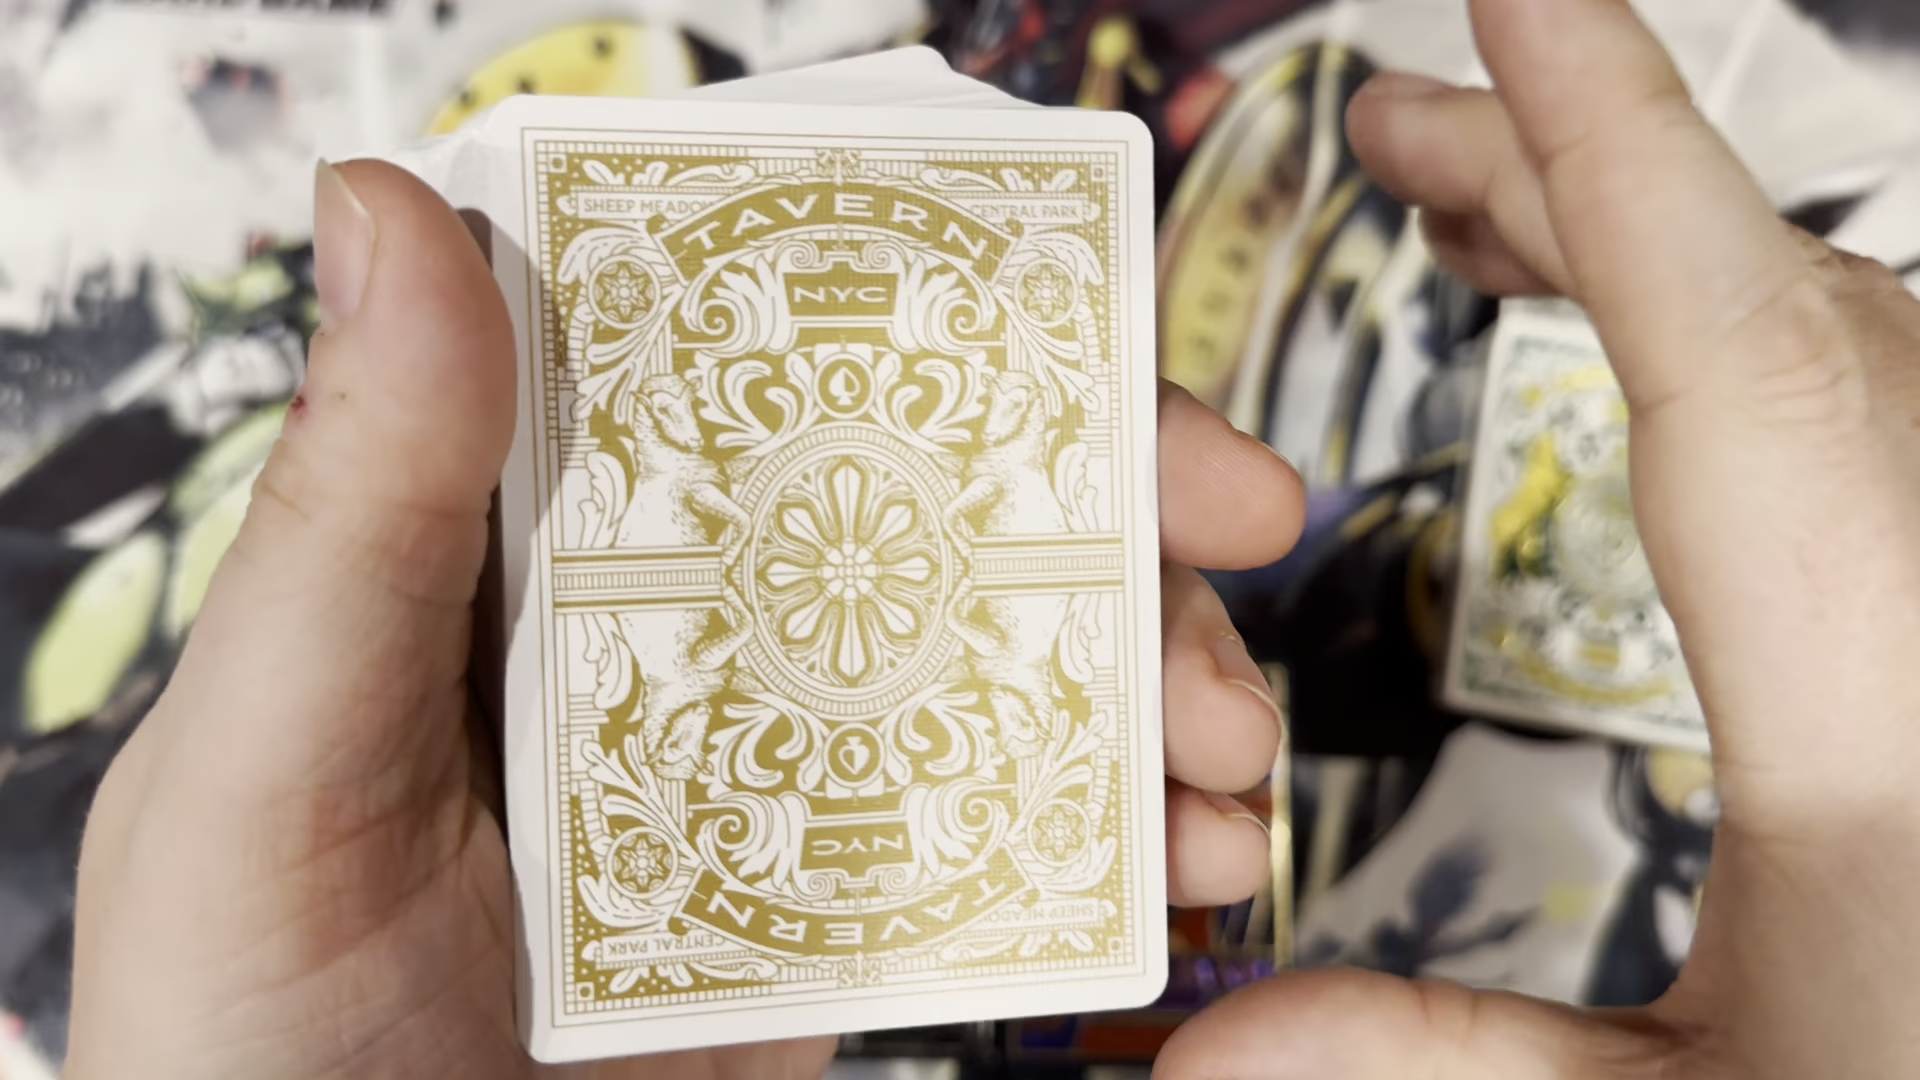 SHEEP MEADOW
CENTRAL PARK
TAVERN
NYC
NYC
TAVERN
SHEEP MEADOW
CENTRAL PARK